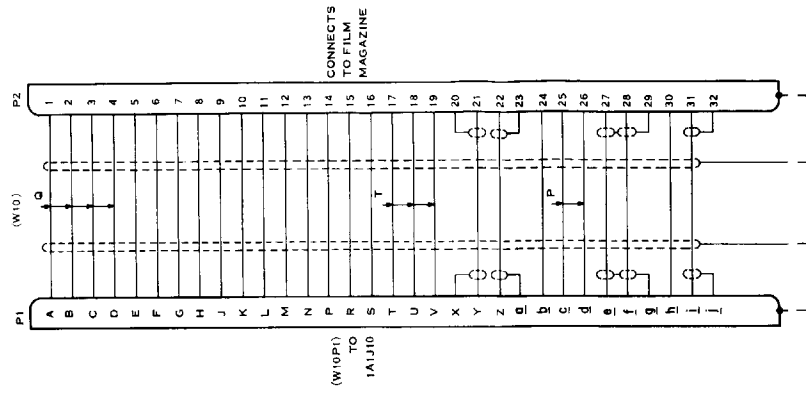 (W10)
P1
P2
Q
T
P
A
B
C
D
E
F
G
H
J
K
L
M
N
P
R
S
T
U
V
X
Y
Z
a
b
c
d
e
f
g
h
i
j
1
2
3
4
5
6
7
8
9
10
11
12
13
14
15
16
17
18
19
20
21
22
23
24
25
26
27
28
29
30
31
32
(W10P1)
TO
1A1J10
CONNECTS
TO FILM
MAGAZINE